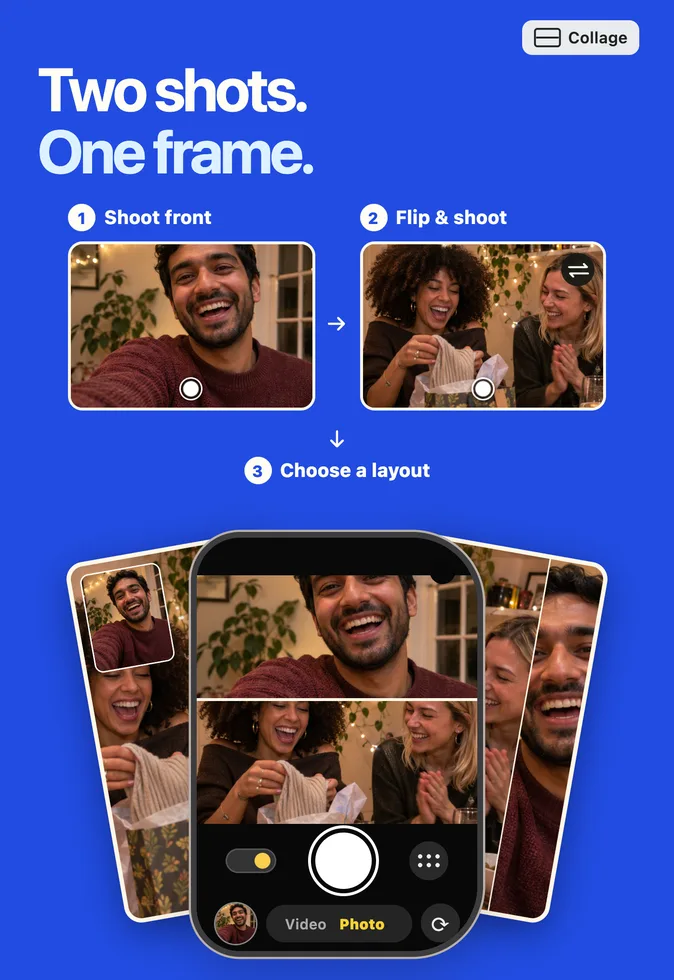 Collage
Two shots.
One frame.
1 Shoot front
2 Flip & shoot
3 Choose a layout
Video Photo